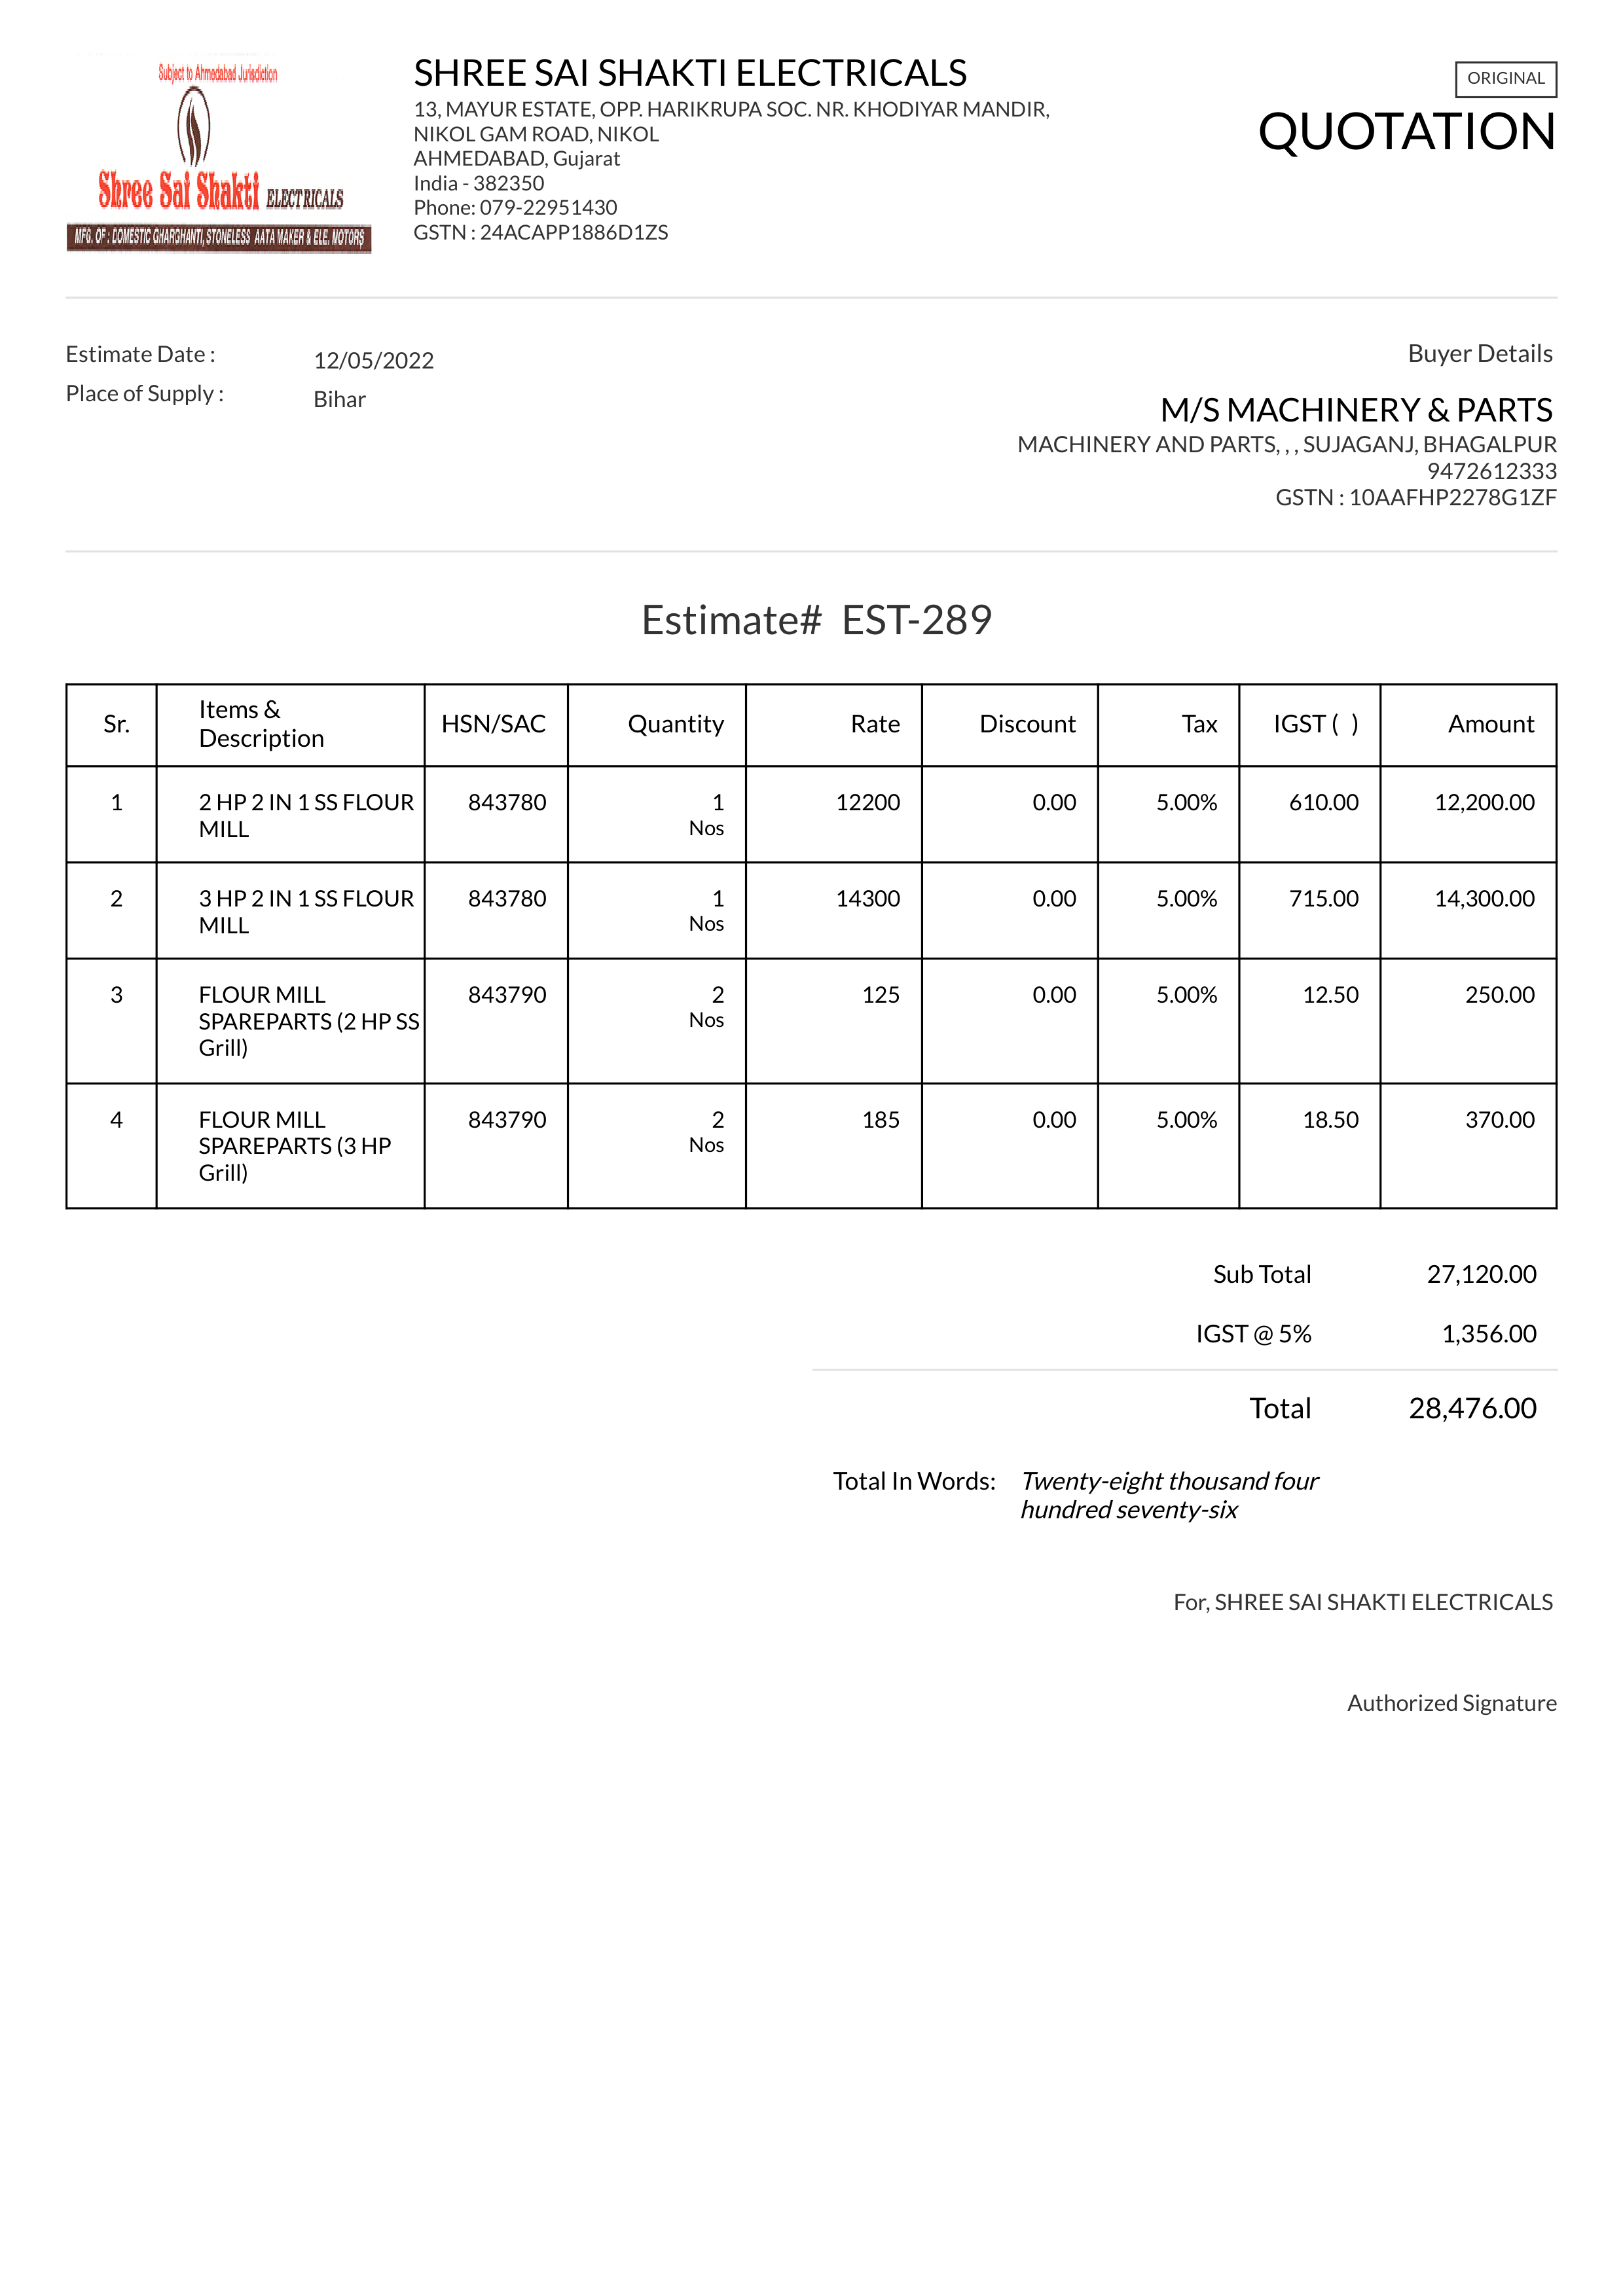 Subject to Ahmedabad Jurisdiction
Shree Sai Shakti ELECTRICALS
MFG. OF : DOMESTIC GHARGHANTI, STONELESS AATA MAKER & ELE. MOTORS
SHREE SAI SHAKTI ELECTRICALS
13, MAYUR ESTATE, OPP. HARIKRUPA SOC. NR. KHODIYAR MANDIR,
NIKOL GAM ROAD, NIKOL
AHMEDABAD, Gujarat
India - 382350
Phone: 079-22951430
GSTN : 24ACAPP1886D1ZS
ORIGINAL
QUOTATION
Estimate Date : 12/05/2022
Place of Supply : Bihar
Buyer Details
M/S MACHINERY & PARTS
MACHINERY AND PARTS, , , SUJAGANJ, BHAGALPUR
9472612333
GSTN : 10AAFHP2278G1ZF
Estimate# EST-289
Sr. Items & Description HSN/SAC Quantity Rate Discount Tax IGST ( ) Amount
1 2 HP 2 IN 1 SS FLOUR 843780 1 12200 0.00 5.00% 610.00 12,200.00
MILL Nos
2 3 HP 2 IN 1 SS FLOUR 843780 1 14300 0.00 5.00% 715.00 14,300.00
MILL Nos
3 FLOUR MILL 843790 2 125 0.00 5.00% 12.50 250.00
SPAREPARTS (2 HP SS Nos
Grill)
4 FLOUR MILL 843790 2 185 0.00 5.00% 18.50 370.00
SPAREPARTS (3 HP Nos
Grill)
Sub Total 27,120.00
IGST @ 5% 1,356.00
Total 28,476.00
Total In Words: Twenty-eight thousand four
hundred seventy-six
For, SHREE SAI SHAKTI ELECTRICALS
Authorized Signature